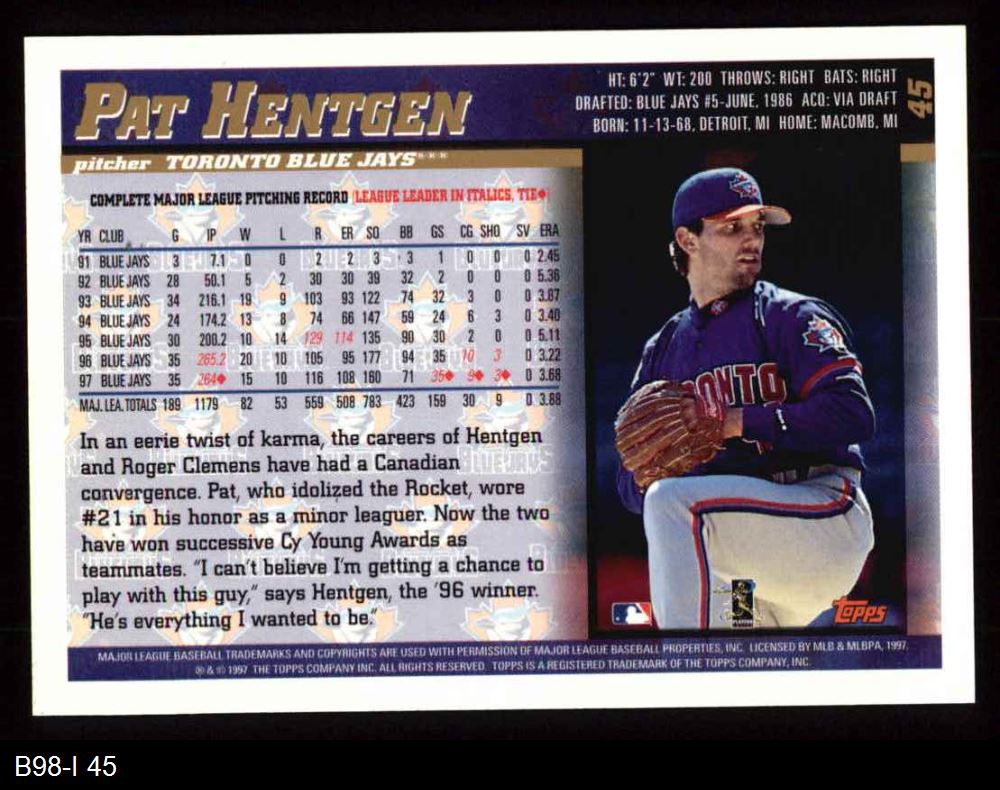 PAT HENTGEN
HT: 6'2" WT: 200 THROWS: RIGHT BATS: RIGHT
DRAFTED: BLUE JAYS #5-JUNE, 1986 ACQ: VIA DRAFT
BORN: 11-13-68, DETROIT, MI HOME: MACOMB, MI
45
pitcher TORONTO BLUE JAYS
COMPLETE MAJOR LEAGUE PITCHING RECORD (LEAGUE LEADER IN ITALICS, TIE♦)
YR CLUB G IP W L R ER SO BB GS CG SHO SV ERA
91 BLUE JAYS 3 7.1 0 0 2 2 3 3 1 0 0 0 2.45
92 BLUE JAYS 28 50.1 5 2 30 30 39 32 2 0 0 0 5.36
93 BLUE JAYS 34 216.1 19 9 103 93 122 74 32 3 0 0 3.87
94 BLUE JAYS 24 174.2 13 8 74 66 147 59 24 6 3 0 3.40
95 BLUE JAYS 30 200.2 10 14 129 114 135 90 30 2 0 0 5.11
96 BLUE JAYS 35 265.2 20 10 105 95 177 94 35 10 3 0 3.22
97 BLUE JAYS 35 264♦ 15 10 116 108 160 71 35♦ 9♦ 3♦ 0 3.68
MAJ. LEA. TOTALS 189 1179 82 53 559 508 783 423 159 30 9 0 3.88
In an eerie twist of karma, the careers of Hentgen
and Roger Clemens have had a Canadian
convergence. Pat, who idolized the Rocket, wore
#21 in his honor as a minor leaguer. Now the two
have won successive Cy Young Awards as
teammates. "I can't believe I'm getting a chance to
play with this guy," says Hentgen, the '96 winner.
"He's everything I wanted to be."
RONTO
TOPPS
MAJOR LEAGUE BASEBALL TRADEMARKS AND COPYRIGHTS ARE USED WITH PERMISSION OF MAJOR LEAGUE BASEBALL PROPERTIES, INC. LICENSED BY MLB & MLBPA, 1997.
® & © 1997 THE TOPPS COMPANY INC. ALL RIGHTS RESERVED. TOPPS IS A REGISTERED TRADEMARK OF THE TOPPS COMPANY, INC.
B98-I 45